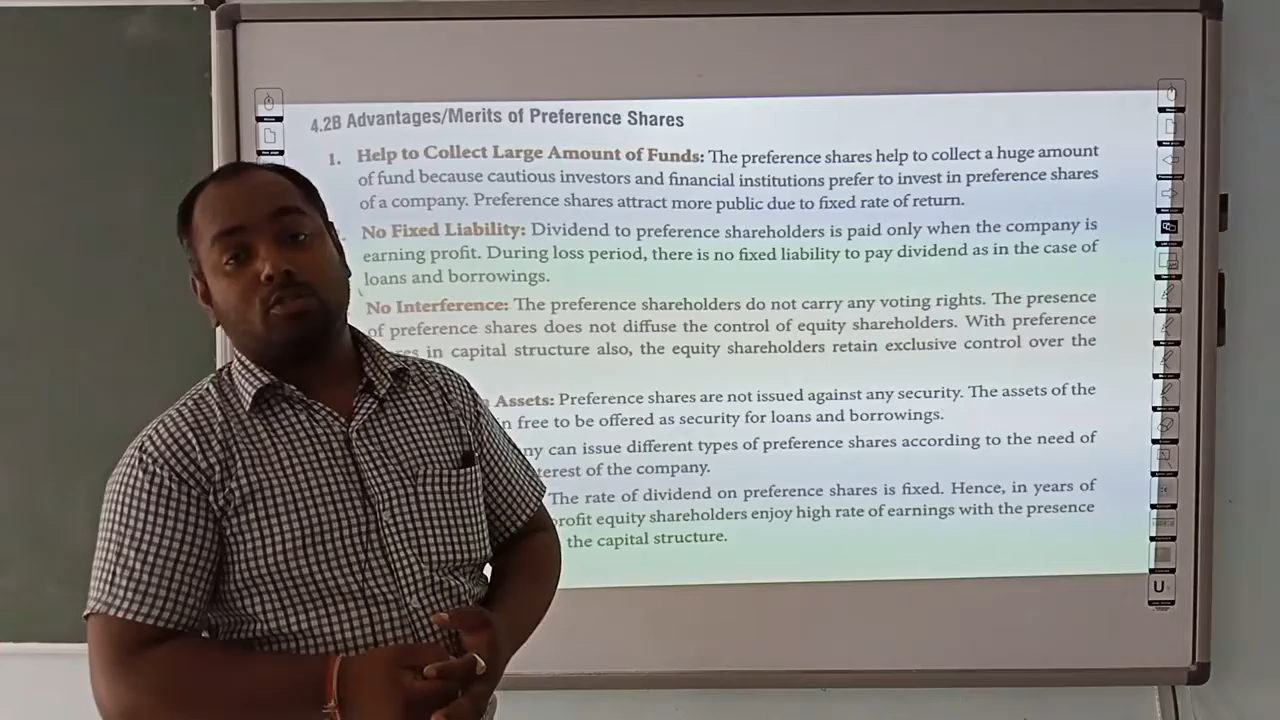 4.2B Advantages/Merits of Preference Shares
1. Help to Collect Large Amount of Funds: The preference shares help to collect a huge amount
of fund because cautious investors and financial institutions prefer to invest in preference shares
of a company. Preference shares attract more public due to fixed rate of return.
No Fixed Liability: Dividend to preference shareholders is paid only when the company is
earning profit. During loss period, there is no fixed liability to pay dividend as in the case of
loans and borrowings.
No Interference: The preference shareholders do not carry any voting rights. The presence
of preference shares does not diffuse the control of equity shareholders. With preference
in capital structure also, the equity shareholders retain exclusive control over the
Assets: Preference shares are not issued against any security. The assets of the
free to be offered as security for loans and borrowings.
can issue different types of preference shares according to the need of
of the company.
The rate of dividend on preference shares is fixed. Hence, in years of
equity shareholders enjoy high rate of earnings with the presence
the capital structure.
U